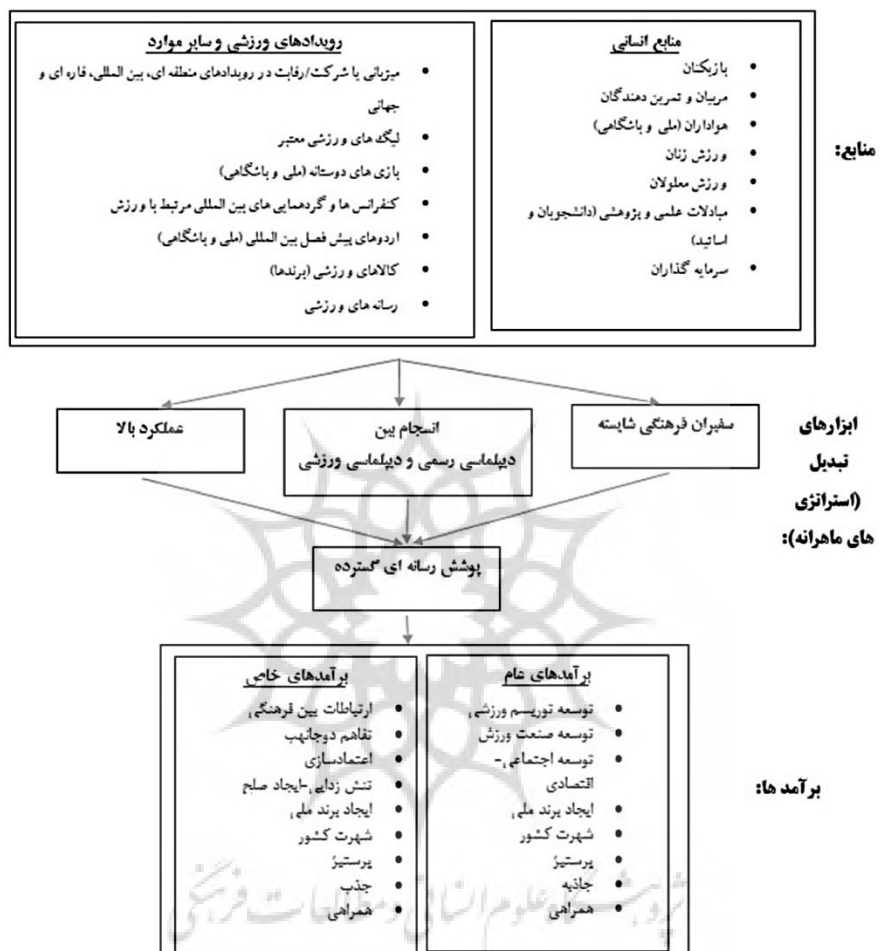 منابع:
منابع انسانی
بازیکنان
مربیان و تمرین دهندگان
هواداران (ملی و باشگاهی)
ورزش زنان
ورزش معلولان
مبادلات علمی و پژوهشی (دانشجویان و
اساتید)
سرمایه گذاران
رویدادهای ورزشی و سایر موارد
میزبانی یا شرکت/رقابت در رویدادهای منطقه ای، بین المللی، قاره ای و
جهانی
لیگ های ورزشی معتبر
بازی های دوستانه (ملی و باشگاهی)
کنفرانس ها و گردهمایی های بین المللی مرتبط با ورزش
اردوهای پیش فصل بین المللی (ملی و باشگاهی)
کالاهای ورزشی (برندها)
رسانه های ورزشی
ابزارهای
تبدیل
(استراتژی
های ماهرانه):
سفیران فرهنگی شایسته
انسجام بین
دیپلماسی رسمی و دیپلماسی ورزشی
عملکرد بالا
پوشش رسانه ای گسترده
برآمد ها:
برآمدهای عام
توسعه توریسم ورزشی
توسعه صنعت ورزش
توسعه اجتماعی-
اقتصادی
ایجاد برند ملی
شهرت کشور
پرستیژ
جاذبه
همراهی
برآمدهای خاص
ارتباطات بین فرهنگی
تفاهم دوجانهب
اعتمادسازی
تنش زدایی-ایجاد صلح
ایجاد برند ملی
شهرت کشور
پرستیژ
جذب
همراهی
پژوهشگاه علوم انسانی و مطالعات فرهنگی